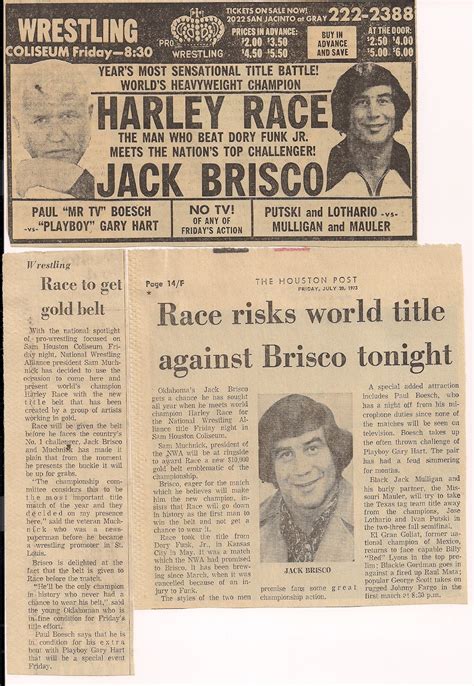 WRESTLING
COLISEUM Friday—8:30
PRO
WRESTLING
TICKETS ON SALE NOW!
2022 SAN JACINTO at GRAY
222-2388
PRICES IN ADVANCE:
$2.00 $3.50
$4.50 $5.50
BUY IN
ADVANCE
AND SAVE
AT THE DOOR:
$2.50 $4.00
$5.00 $6.00
YEAR'S MOST SENSATIONAL TITLE BATTLE!
WORLD'S HEAVYWEIGHT CHAMPION
HARLEY RACE
THE MAN WHO BEAT DORY FUNK JR.
MEETS THE NATION'S TOP CHALLENGER!
JACK BRISCO
PAUL "MR TV" BOESCH
-vs-
"PLAYBOY" GARY HART
NO TV!
OF ANY OF
FRIDAY'S ACTION
PUTSKI and LOTHARIO -vs-
MULLIGAN and MAULER
Wrestling
Race to get
gold belt
With the national spotlight
of pro-wrestling focused on
Sam Houston Coliseum Fri-
day night, National Wrestling
Alliance president Sam Much-
nick has decided to use the
occasion to come here and
present world's champion
Harley Race with the new
title belt that has been
created by a group of artists
working in gold.
Race will be given the belt
before he faces the country's
No. 1 challenger, Jack Brisco
and Muchnick has made it
plain that from the moment
he presents the buckle it will
be up for grabs!
"The championship
committee considers this to be
the most important title
match of the year and they
decided on my presence
here," said the veteran Much-
nick who was a news-
paperman before he became
a wrestling promoter in St.
Louis.
Brisco is delighted at the
fact that the belt is given to
Race before the match.
"He'll be the only champion
in history who never had a
chance to wear his belt," said
the young Oklahoman who is
in fine condition for Friday's
title effort.
Paul Boesch says that he is
in condition for his extra
bout with Playboy Gary Hart
that will be a special event
Friday.
Page 14/F
THE HOUSTON POST
FRIDAY, JULY 20, 1973
Race risks world title
against Brisco tonight
Oklahoma's Jack Brisco
gets a chance he has sought
all year when he meets world
champion Harley Race for
the National Wrestling Al-
liance title Friday night in
Sam Houston Coliseum.
Sam Muchnick, president of
the NWA will be at ringside
to award Race a new $10,000
gold belt emblematic of the
championship.
Brisco, eager for the match
which he believes will make
him the new champion, in-
sists that Race will go down
in history as the first man to
win the belt and not get a
chance to wear it.
Race took the title from
Dory Funk, Jr., in Kansas
City in May. It was a match
which the NWA had promised
to Brisco. It has been brewing
since March, when it was
cancelled because of an in-
jury to Funk.
The styles of the two men
JACK BRISCO
promise fans some great
championship action.
A special added attraction
includes Paul Boesch, who
has a night off from his mi-
crophone duties since none of
the matches will be seen on
television. Boesch takes up
the often thrown challenge of
Playboy Gary Hart. The pair
has had a feud simmering
for months.
Black Jack Mulligan and
his burly partner, the Mis-
souri Mauler, will try to take
the Texas tag team title away
from the champions, Jose
Lothario and Ivan Putski in
the two-three fall semifinal.
El Gran Goliat, former na-
tional champion of Mexico,
returns to face capable Billy
"Red" Lyons in the tug pre-
lim; Blackie Gordman goes in
against a fired up Raul Mata;
popular George Scott takes on
rugged Johnny Fargo in the
first match at 8:30 p.m.